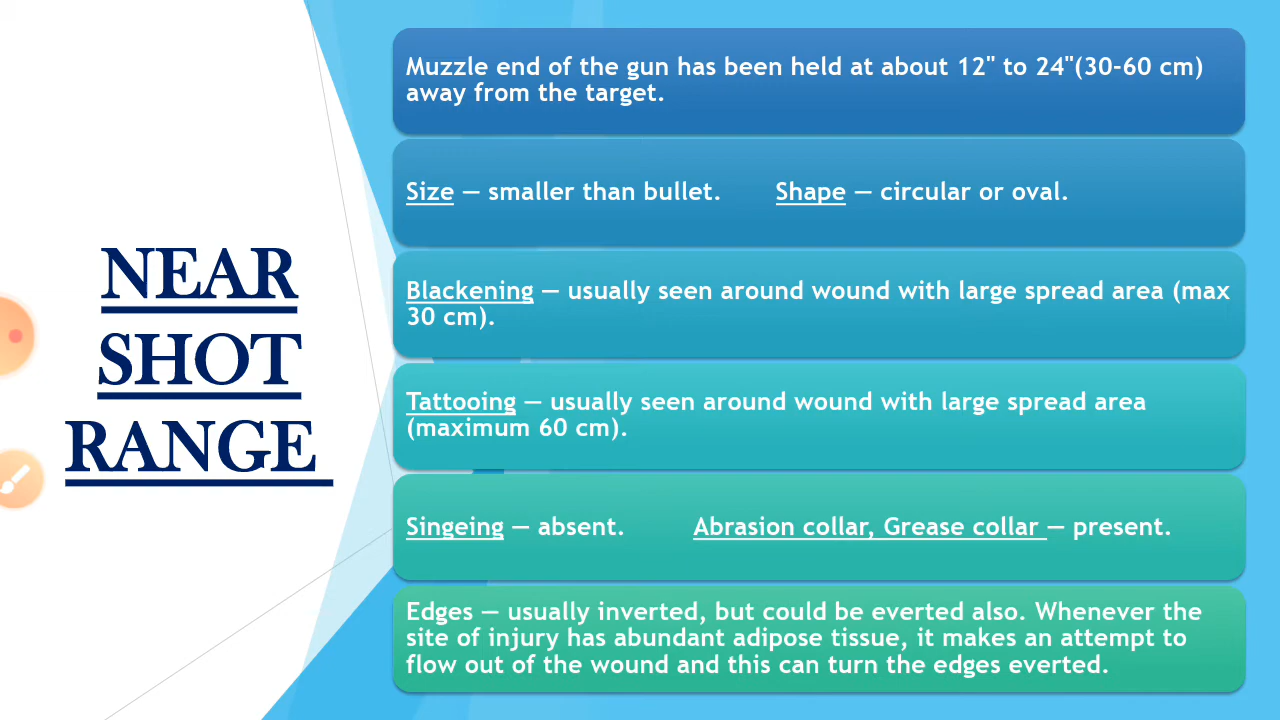 NEAR
SHOT
RANGE
Muzzle end of the gun has been held at about 12" to 24"(30-60 cm)
away from the target.
Size — smaller than bullet. Shape — circular or oval.
Blackening — usually seen around wound with large spread area (max
30 cm).
Tattooing — usually seen around wound with large spread area
(maximum 60 cm).
Singeing — absent. Abrasion collar, Grease collar — present.
Edges — usually inverted, but could be everted also. Whenever the
site of injury has abundant adipose tissue, it makes an attempt to
flow out of the wound and this can turn the edges everted.